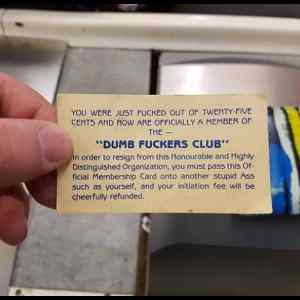 YOU WERE JUST FUCKED OUT OF TWENTY-FIVE
CENTS AND NOW ARE OFFICIALLY A MEMBER OF
THE —
"DUMB FUCKERS CLUB"
In order to resign from this Honourable and Highly
Distinguished Organization, you must pass this Of-
ficial Membership Card onto another stupid Ass
such as yourself, and your initiation fee will be
cheerfully refunded.